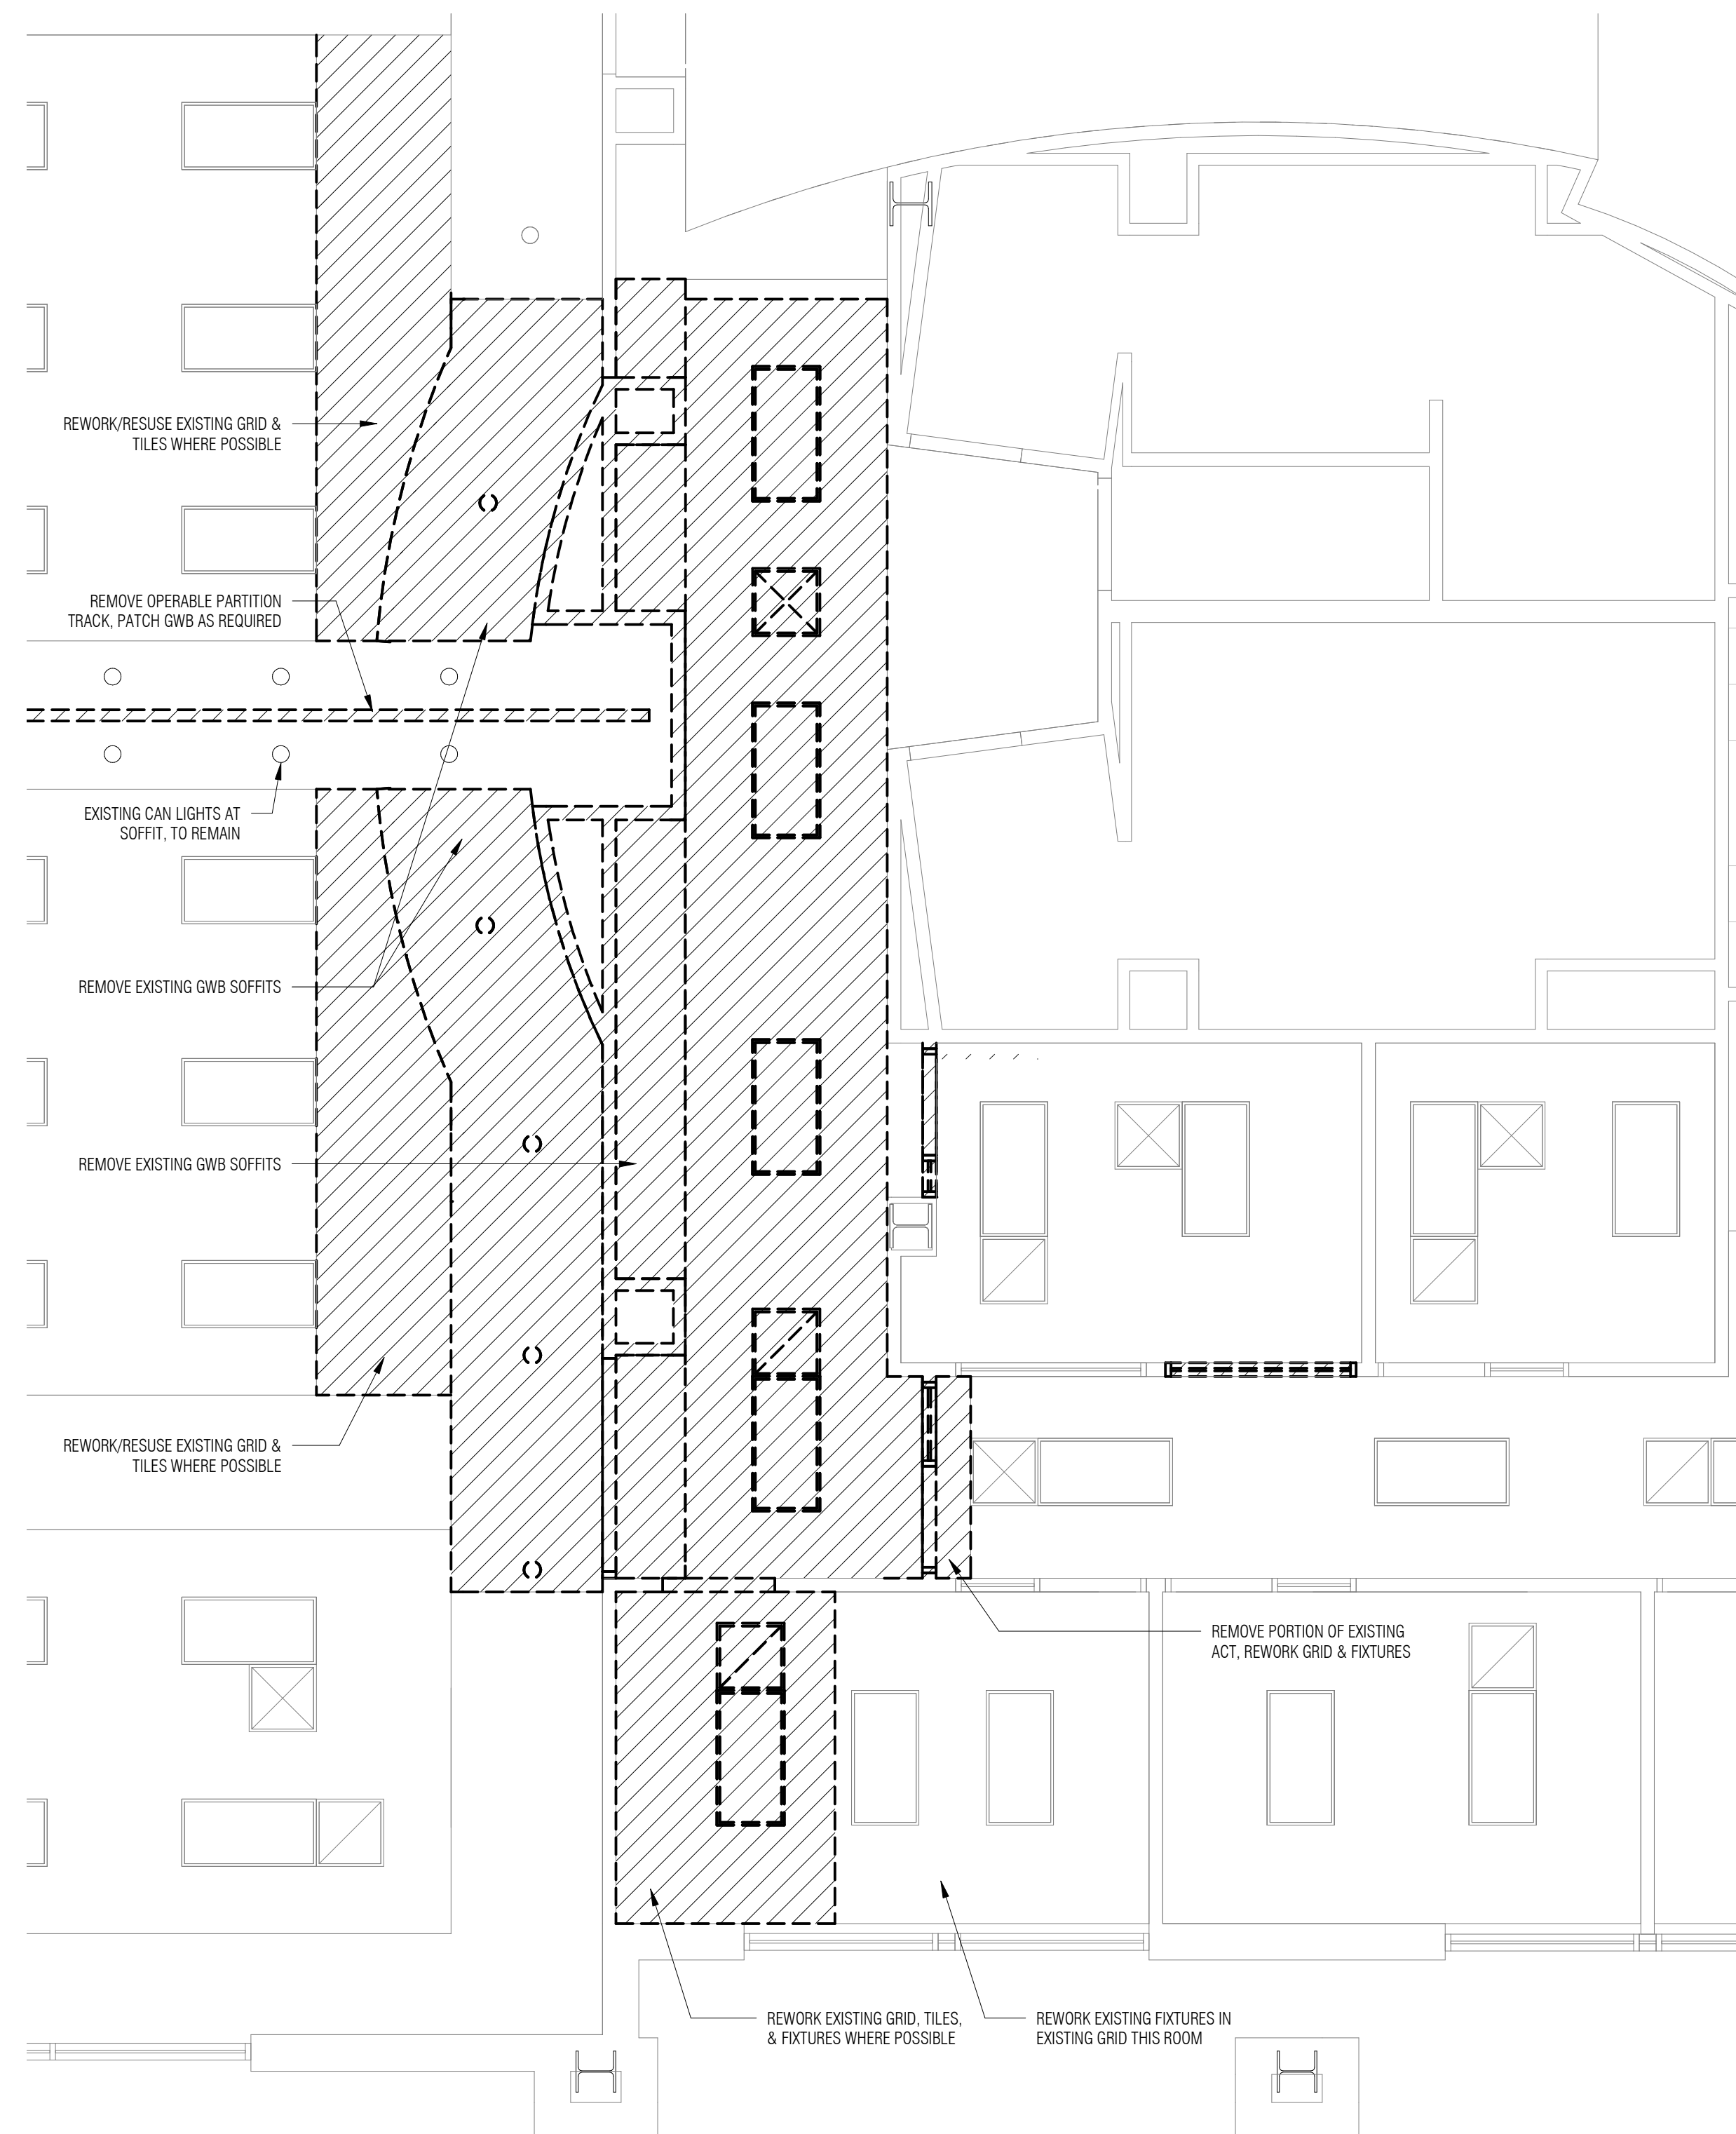 REWORK/RESUSE EXISTING GRID &
TILES WHERE POSSIBLE
REMOVE OPERABLE PARTITION
TRACK, PATCH GWB AS REQUIRED
EXISTING CAN LIGHTS AT
SOFFIT, TO REMAIN
REMOVE EXISTING GWB SOFFITS
REMOVE EXISTING GWB SOFFITS
REWORK/RESUSE EXISTING GRID &
TILES WHERE POSSIBLE
REMOVE PORTION OF EXISTING
ACT, REWORK GRID & FIXTURES
REWORK EXISTING GRID, TILES,
& FIXTURES WHERE POSSIBLE
REWORK EXISTING FIXTURES IN
EXISTING GRID THIS ROOM